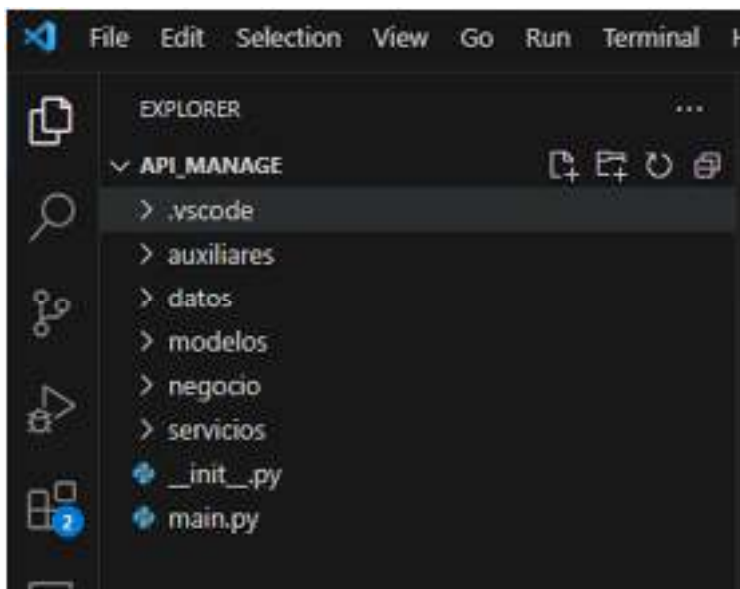 File Edit Selection View Go Run Terminal
EXPLORER ...
API_MANAGE
.vscode
auxiliares
datos
modelos
negocio
servicios
__init__.py
main.py
2